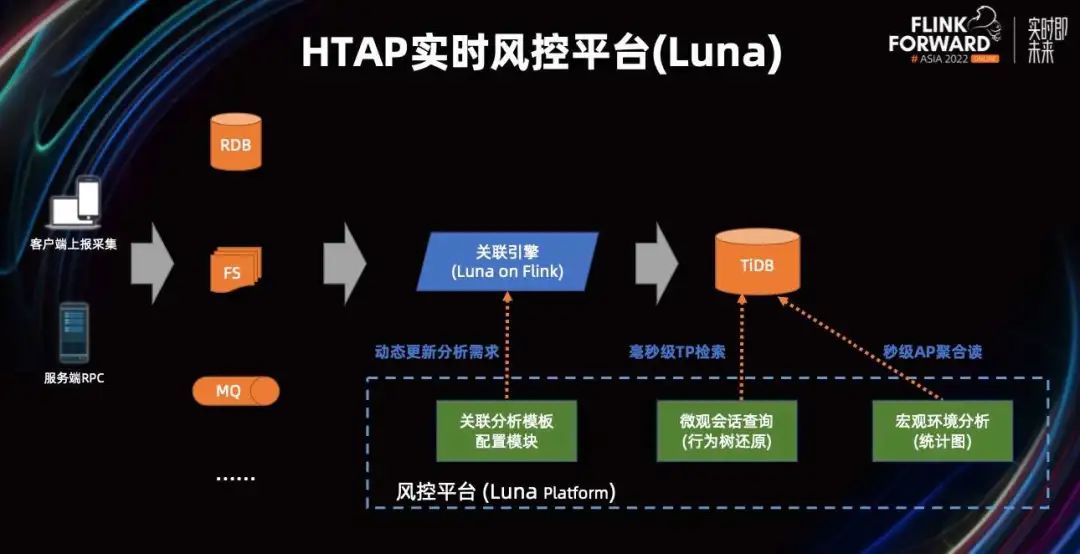 HTAP实时风控平台(Luna)
FLINK
FORWARD
# ASIA 2022 ONLINE
实时即
未来
RDB
客户端上报采集
FS
关联引擎
(Luna on Flink)
TiDB
动态更新分析需求
毫秒级TP检索
秒级AP聚合读
服务端RPC
MQ
关联分析模板
配置模块
微观会话查询
(行为树还原)
宏观环境分析
(统计图)
......
风控平台 (Luna Platform)